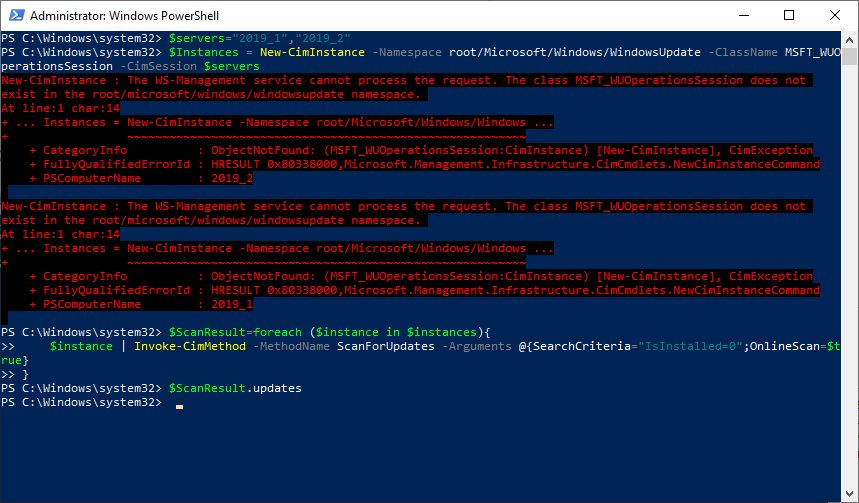 Administrator: Windows PowerShell
PS C:\Windows\system32> $servers="2019_1","2019_2"
PS C:\Windows\system32> $Instances = New-CimInstance -Namespace root/Microsoft/Windows/WindowsUpdate -ClassName MSFT_WUO
perationsSession -CimSession $servers
New-CimInstance : The WS-Management service cannot process the request. The class MSFT_WUOperationsSession does not
exist in the root/microsoft/windows/windowsupdate namespace.
At line:1 char:14
+ ... Instances = New-CimInstance -Namespace root/Microsoft/Windows/Windows ...
+                 ~~~~~~~~~~~~~~~~~~~~~~~~~~~~~~~~~~~~~~~~~~~~~~~~~~~~~~~~~
    + CategoryInfo          : ObjectNotFound: (MSFT_WUOperationsSession:CimInstance) [New-CimInstance], CimException
    + FullyQualifiedErrorId : HRESULT 0x80338000,Microsoft.Management.Infrastructure.CimCmdlets.NewCimInstanceCommand
    + PSComputerName        : 2019_2
New-CimInstance : The WS-Management service cannot process the request. The class MSFT_WUOperationsSession does not
exist in the root/microsoft/windows/windowsupdate namespace.
At line:1 char:14
+ ... Instances = New-CimInstance -Namespace root/Microsoft/Windows/Windows ...
+                 ~~~~~~~~~~~~~~~~~~~~~~~~~~~~~~~~~~~~~~~~~~~~~~~~~~~~~~~~~
    + CategoryInfo          : ObjectNotFound: (MSFT_WUOperationsSession:CimInstance) [New-CimInstance], CimException
    + FullyQualifiedErrorId : HRESULT 0x80338000,Microsoft.Management.Infrastructure.CimCmdlets.NewCimInstanceCommand
    + PSComputerName        : 2019_1
PS C:\Windows\system32> $ScanResult=foreach ($instance in $instances){
>>     $instance | Invoke-CimMethod -MethodName ScanForUpdates -Arguments @{SearchCriteria="IsInstalled=0";OnlineScan=$t
rue}
>> }
PS C:\Windows\system32> $ScanResult.updates
PS C:\Windows\system32>